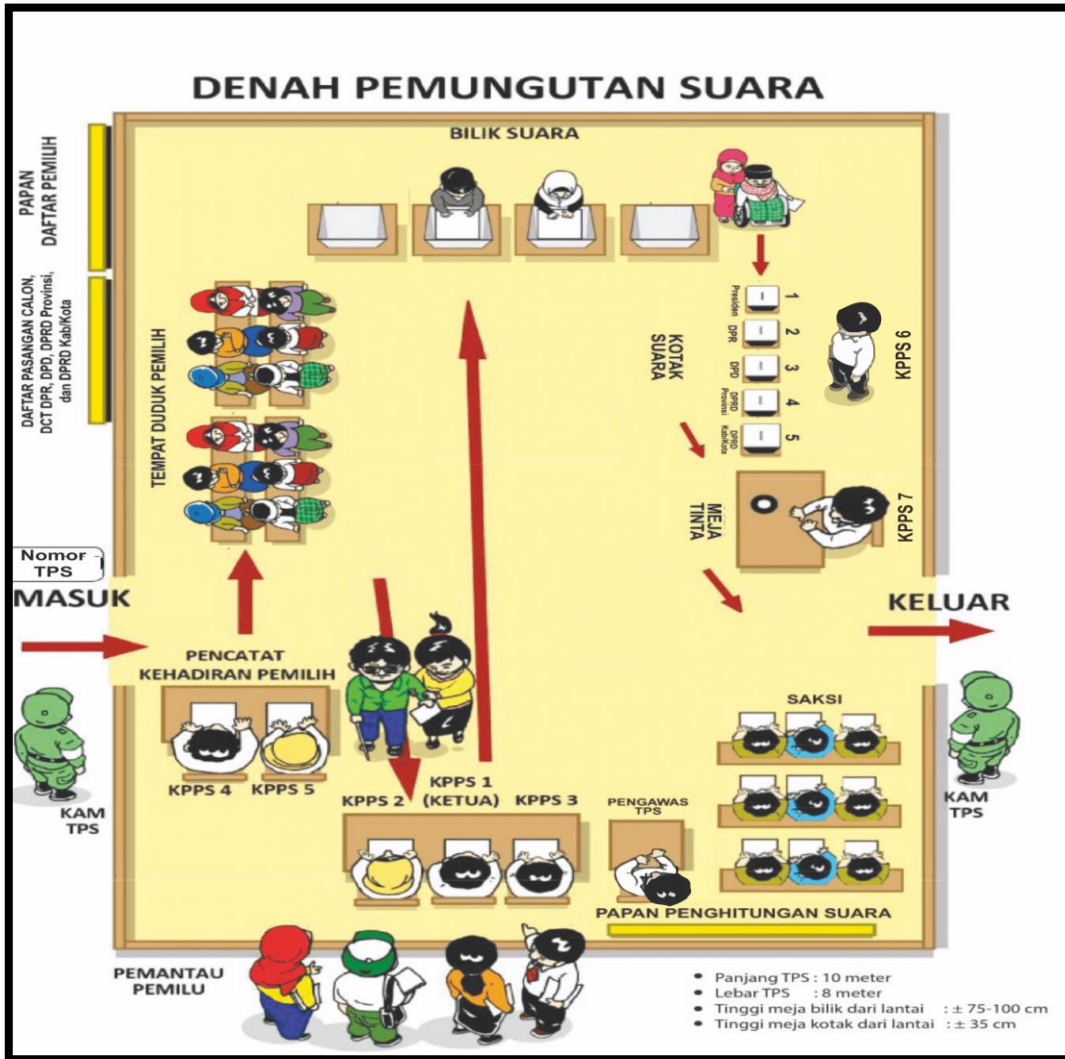 DENAH PEMUNGUTAN SUARA
BILIK SUARA
PAPAN
DAFTAR PEMILIH
DAFTAR PASANGAN CALON,
DCT DPR, DPD, DPRD Provinsi,
dan DPRD Kab/Kota
TEMPAT DUDUK PEMILIH
1
Presiden
2
DPR
3
DPD
4
DPRD
Provinsi
5
DPRD
Kab/Kota
KOTAK
SUARA
KPPS 6
MEJA
TINTA
KPPS 7
Nomor
TPS
MASUK
KELUAR
PENCATAT
KEHADIRAN PEMILIH
KPPS 4
KPPS 5
KAM
TPS
KPPS 2
KPPS 1
(KETUA)
KPPS 3
PENGAWAS
TPS
SAKSI
KAM
TPS
PAPAN PENGHITUNGAN SUARA
PEMANTAU
PEMILU
• Panjang TPS : 10 meter
• Lebar TPS : 8 meter
• Tinggi meja bilik dari lantai : ± 75-100 cm
• Tinggi meja kotak dari lantai : ± 35 cm